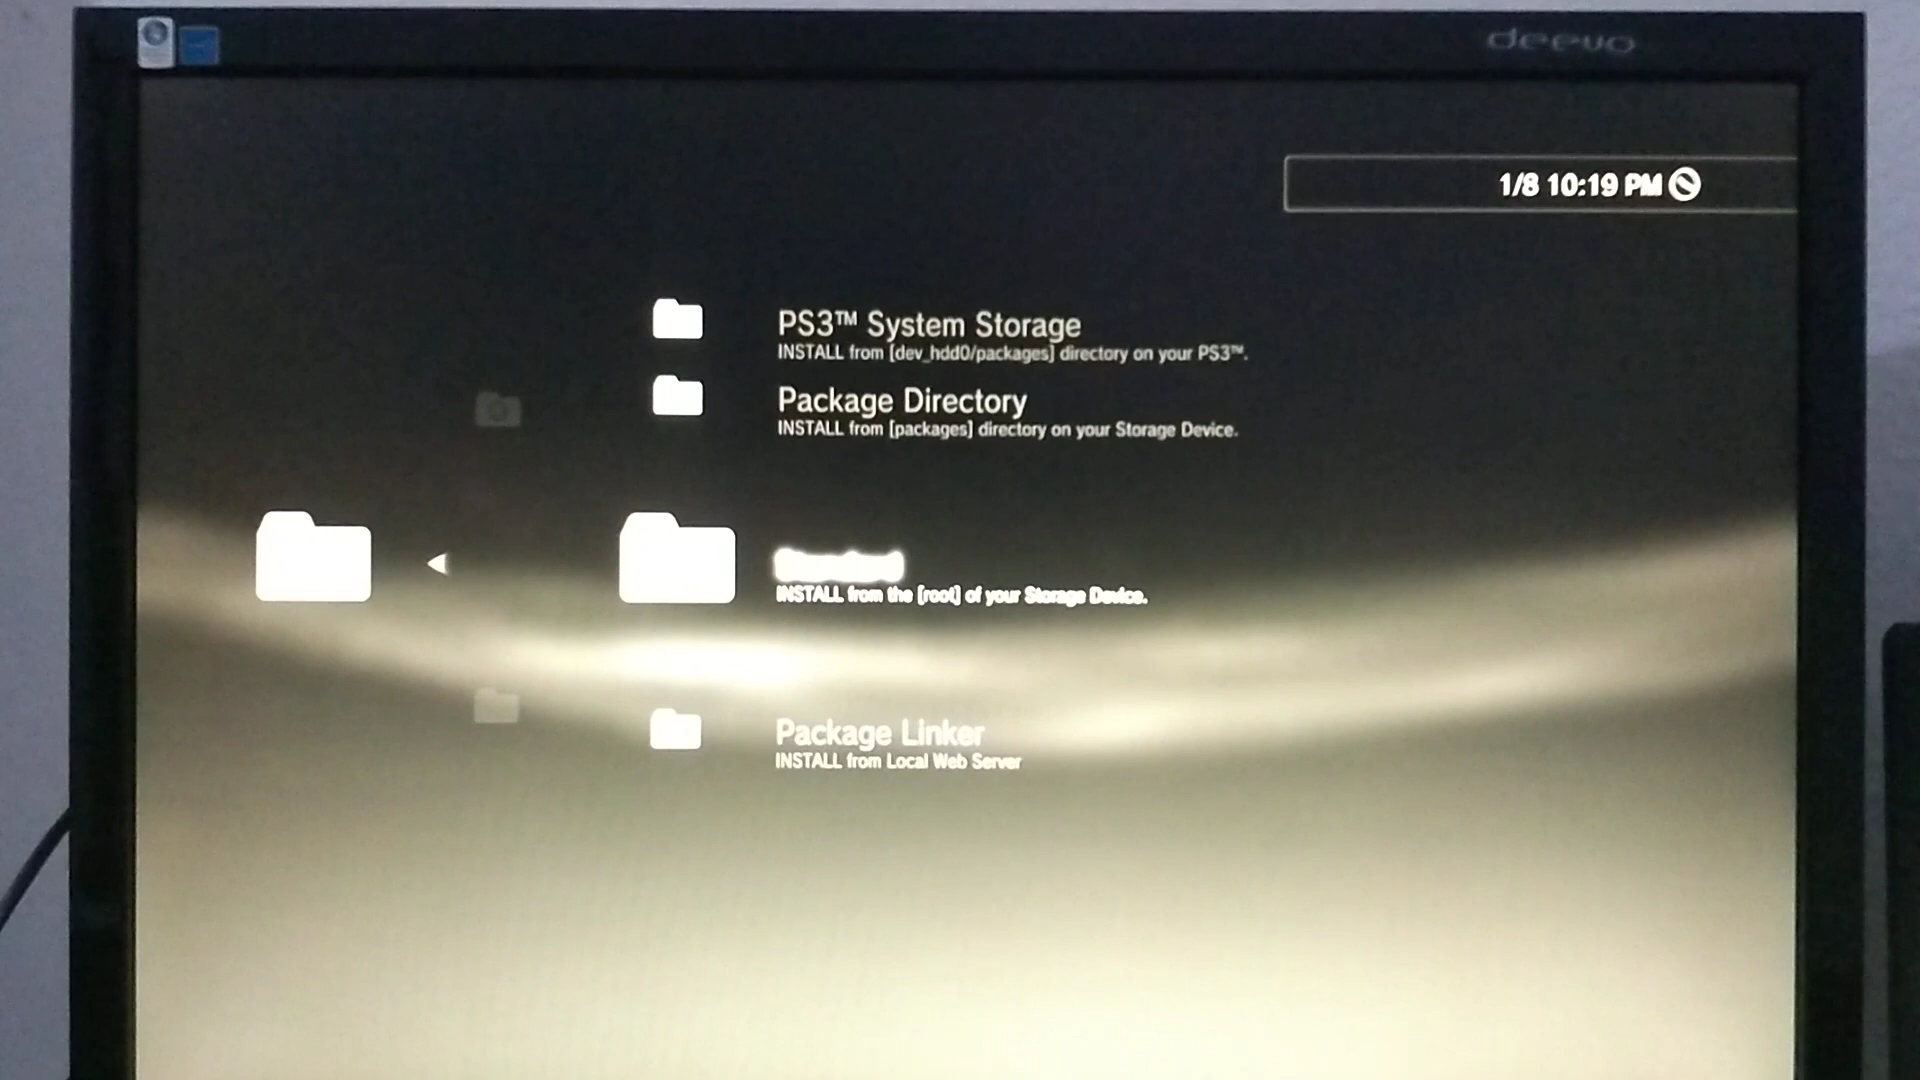 deevo
1/8 10:19 PM
PS3™ System Storage
INSTALL from [dev_hdd0/packages] directory on your PS3™.
Package Directory
INSTALL from [packages] directory on your Storage Device.
INSTALL from the [root] of your Storage Device.
Package Linker
INSTALL from Local Web Server